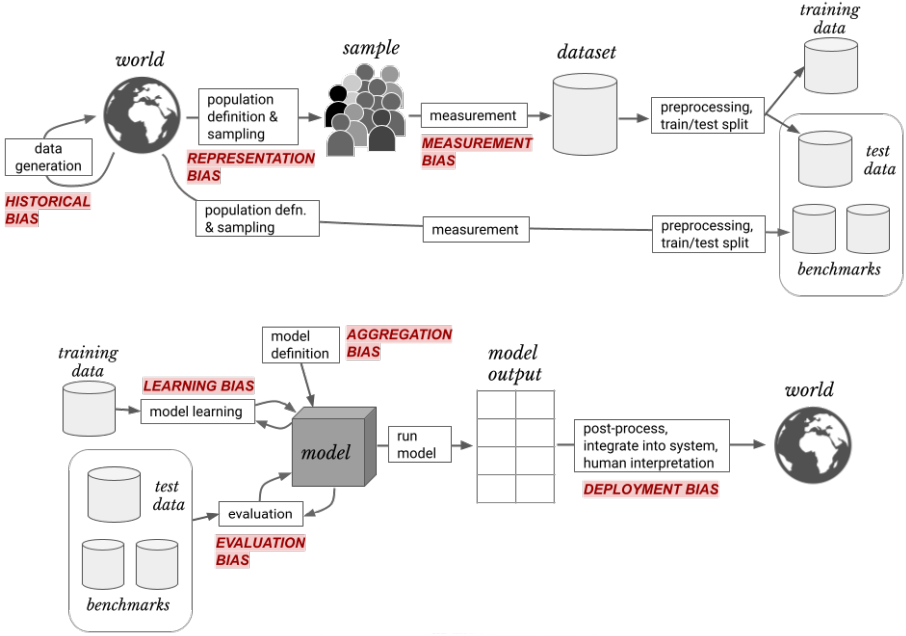 training
data
world
sample
dataset
population
definition &
sampling
measurement
preprocessing,
train/test split
data
generation
REPRESENTATION
BIAS
MEASUREMENT
BIAS
test
data
HISTORICAL
BIAS
population defn.
& sampling
measurement
preprocessing,
train/test split
benchmarks
training
data
model
definition
AGGREGATION
BIAS
model
output
world
LEARNING BIAS
model learning
model
run
model
post-process,
integrate into system,
human interpretation
DEPLOYMENT BIAS
test
data
evaluation
EVALUATION
BIAS
benchmarks